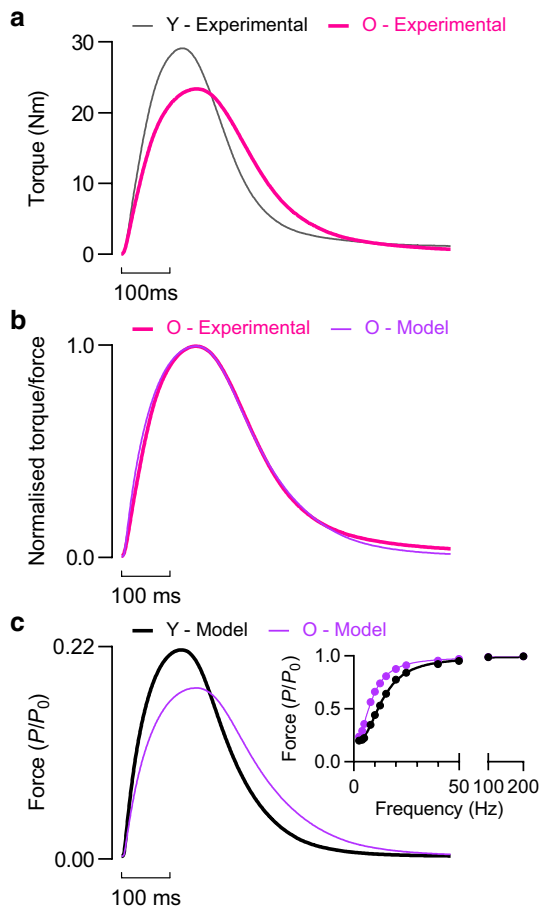 a
Y - Experimental O - Experimental
30
20
10
0
Torque (Nm)
100ms
b
O - Experimental O - Model
1.0
0.0
Normalised torque/force
100 ms
c
Y - Model O - Model
0.22
0.00
Force (P/P0)
100 ms
1.0
0.5
0.0
Force (P/P0)
0 50 100 200
Frequency (Hz)